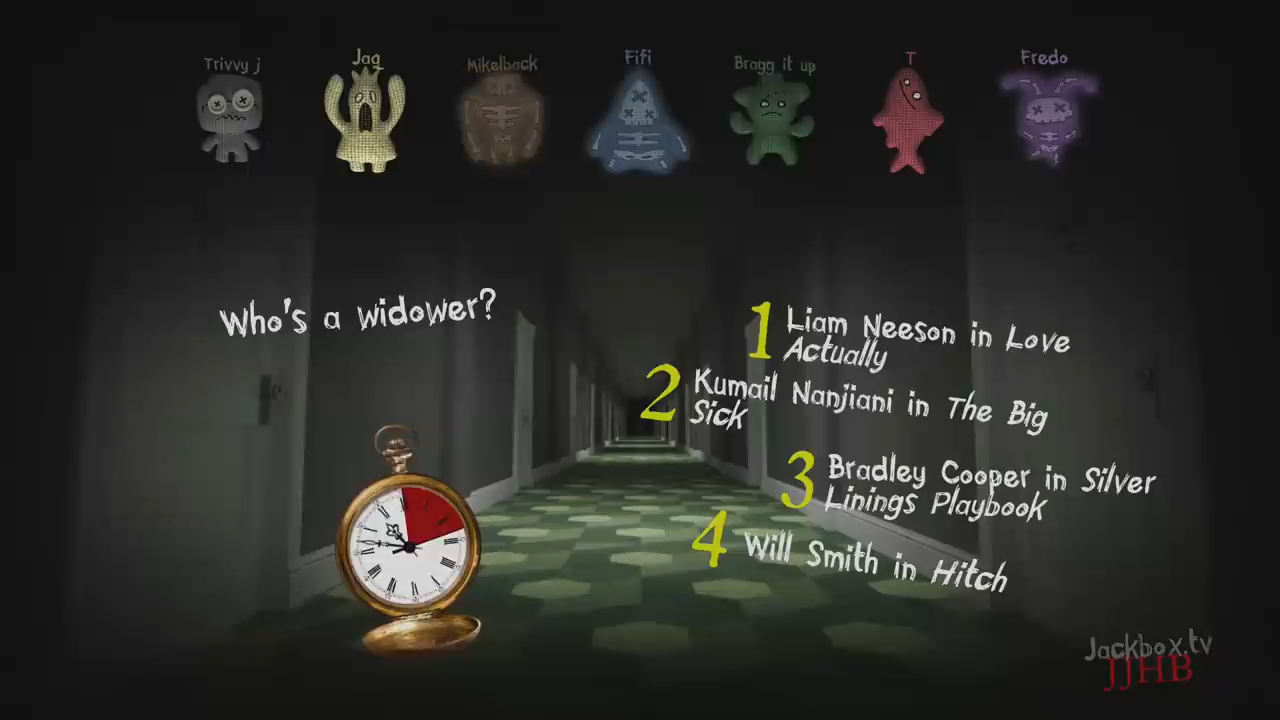 Trivvy j
Jaq
Mikelback
Fifi
Bragg it up
T
Fredo
Who's a widower?
1 Liam Neeson in Love
Actually
2 Kumail Nanjiani in The Big
Sick
3 Bradley Cooper in Silver
Linings Playbook
4 Will Smith in Hitch
Jackbox.tv
JJHB